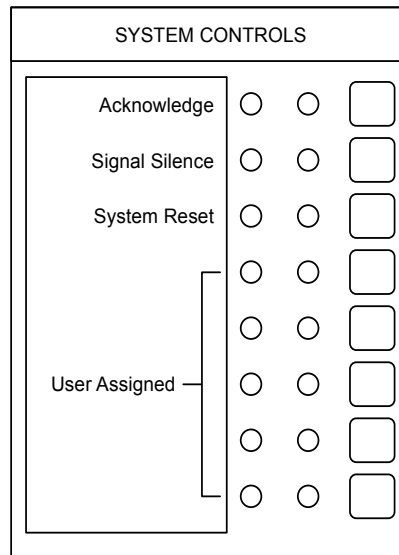 SYSTEM CONTROLS
Acknowledge
Signal Silence
System Reset
User Assigned